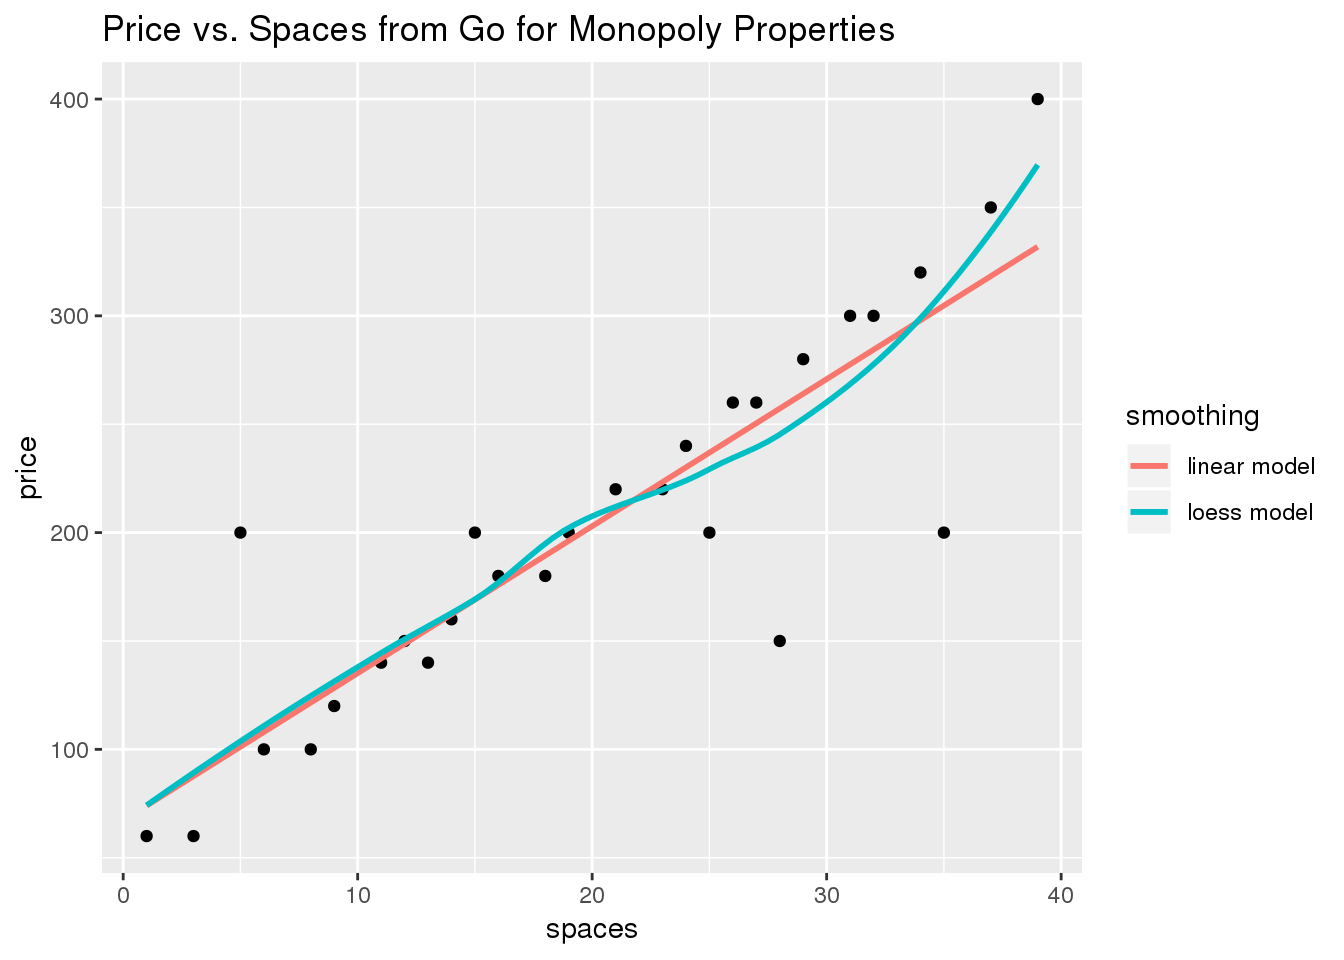 Price vs. Spaces from Go for Monopoly Properties
400
300
200
100
price
0
10
20
30
40
spaces
smoothing
linear model
loess model